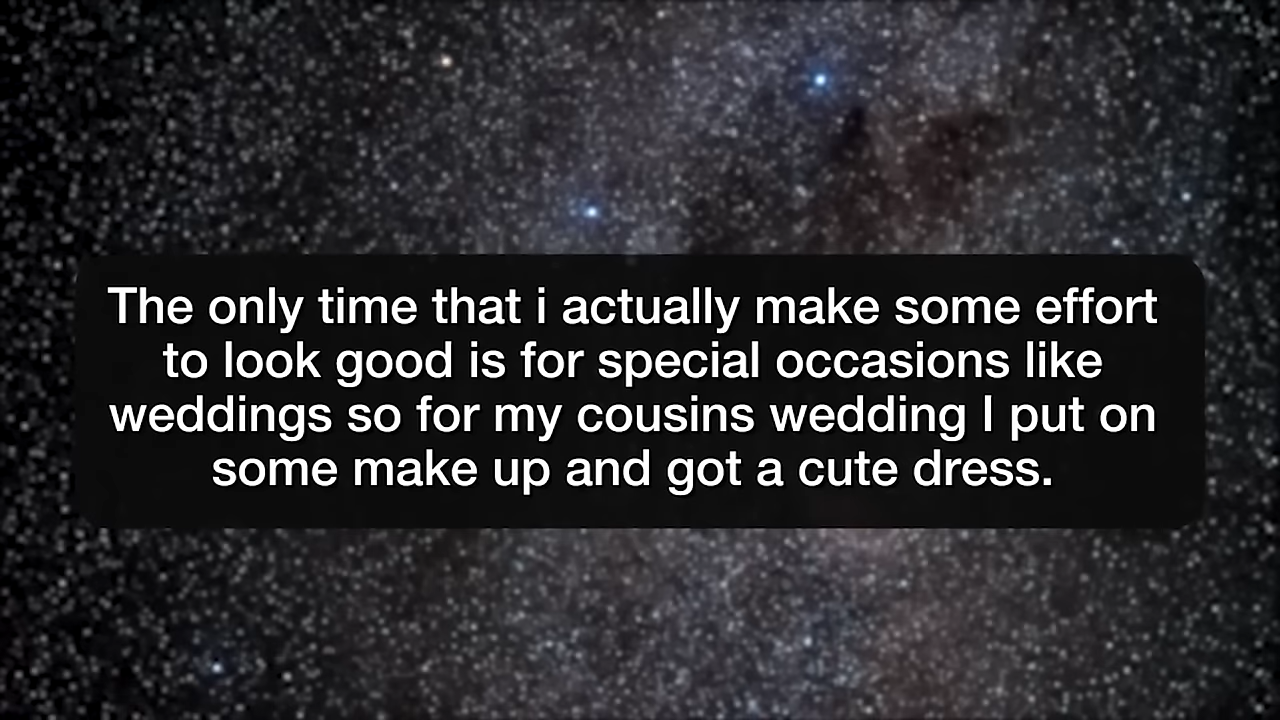 The only time that i actually make some effort
to look good is for special occasions like
weddings so for my cousins wedding I put on
some make up and got a cute dress.